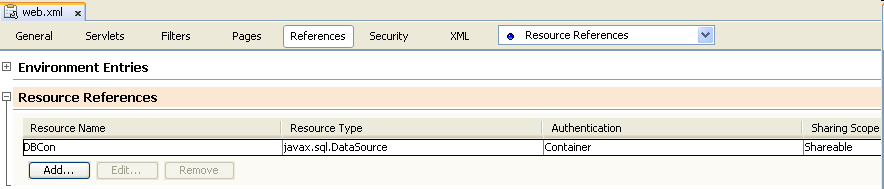 web.xml
General Servlets Filters Pages References Security XML Resource References
Environment Entries
Resource References
Resource Name Resource Type Authentication Sharing Scope
DBCon javax.sql.DataSource Container Shareable
Add... Edit... Remove